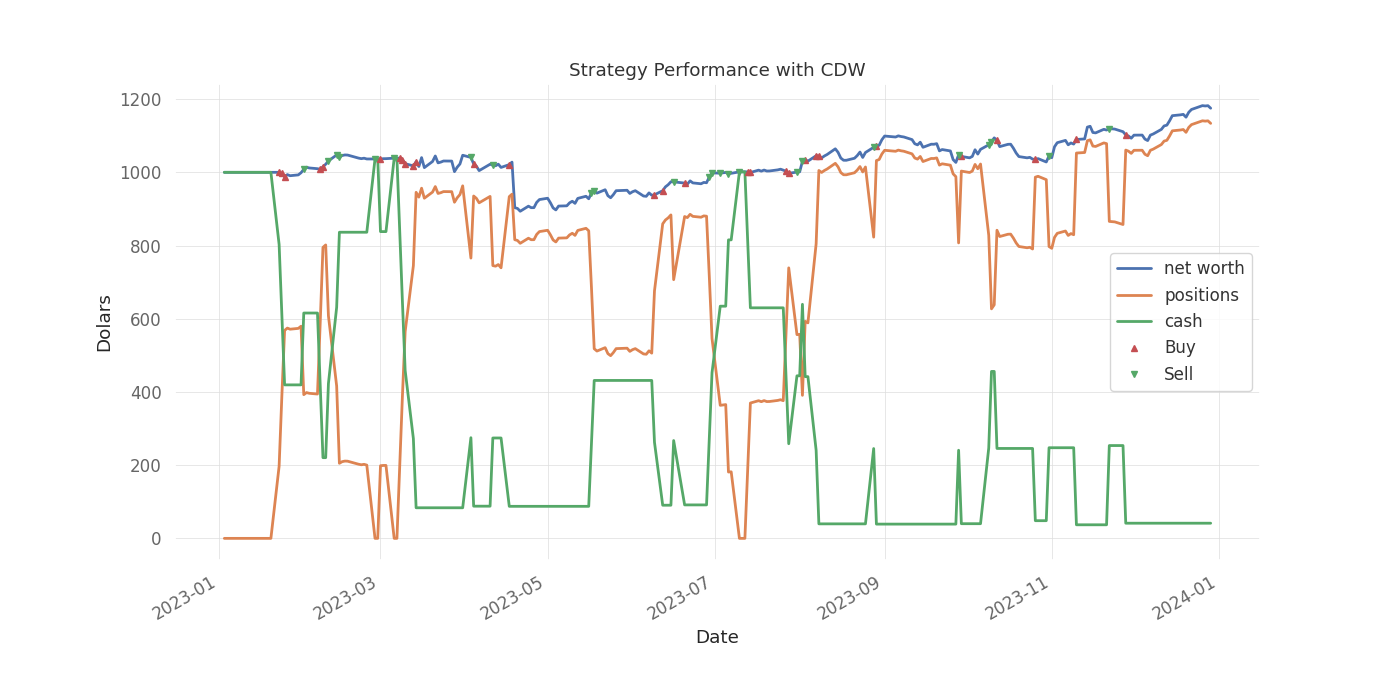 Strategy Performance with CDW
1200
1000
800
600
400
200
0
Dolars
net worth
positions
cash
Buy
Sell
2023-01
2023-03
2023-05
2023-07
2023-09
2023-11
2024-01
Date